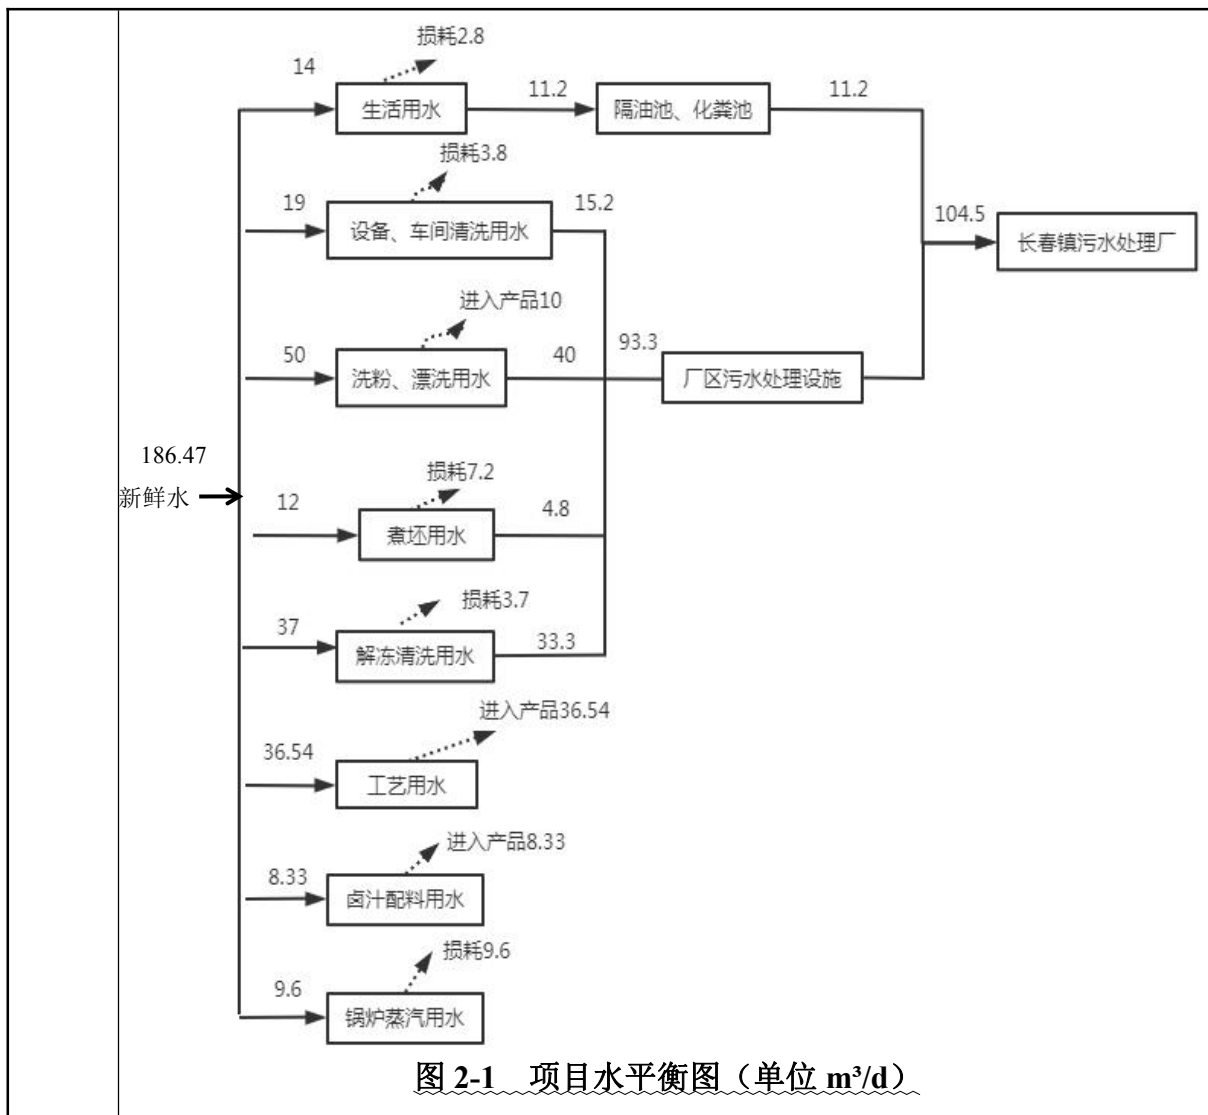 损耗2.8
14
生活用水
11.2
隔油池、化粪池
11.2
损耗3.8
19
设备、车间清洗用水
15.2
104.5
长春镇污水处理厂
进入产品10
50
洗粉、漂洗用水
40
93.3
厂区污水处理设施
186.47
新鲜水
损耗7.2
12
煮坯用水
4.8
损耗3.7
37
解冻清洗用水
33.3
进入产品36.54
36.54
工艺用水
进入产品8.33
8.33
卤汁配料用水
损耗9.6
9.6
锅炉蒸汽用水
图 2-1 项目水平衡图（单位 m³/d）